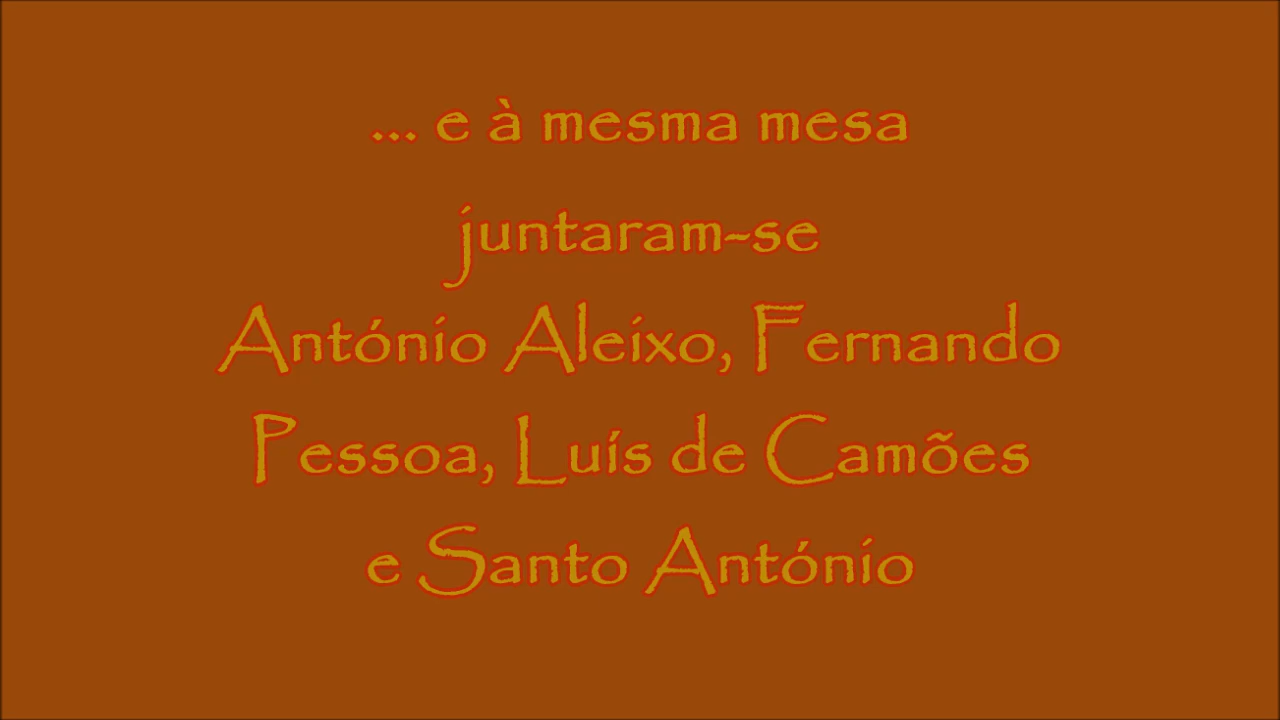 ... e à mesma mesa
juntaram-se
António Aleixo, Fernando
Pessoa, Luís de Camões
e Santo António